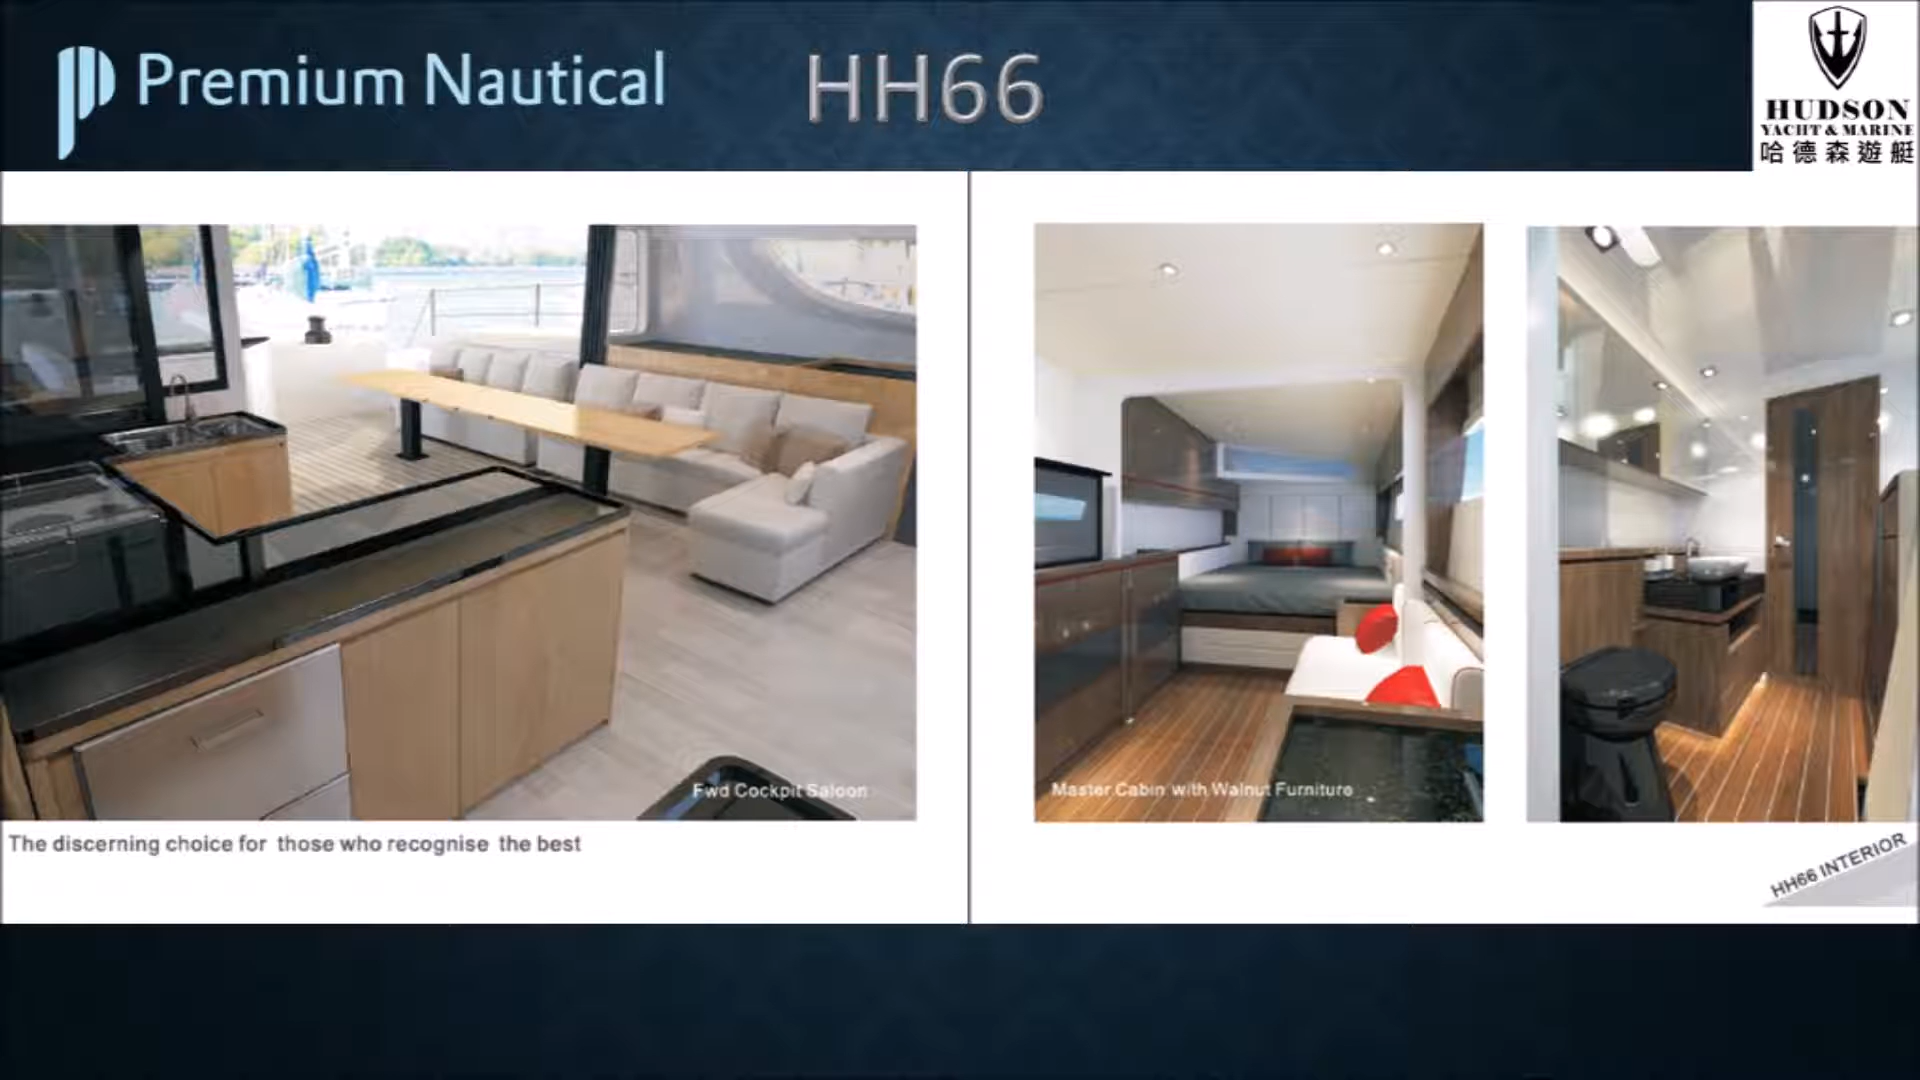 Premium Nautical
HH66
HUDSON
YACHT & MARINE
哈德森遊艇
Fwd Cockpit Saloon
Master Cabin with Walnut Furniture
The discerning choice for those who recognise the best
HH66 INTERIOR